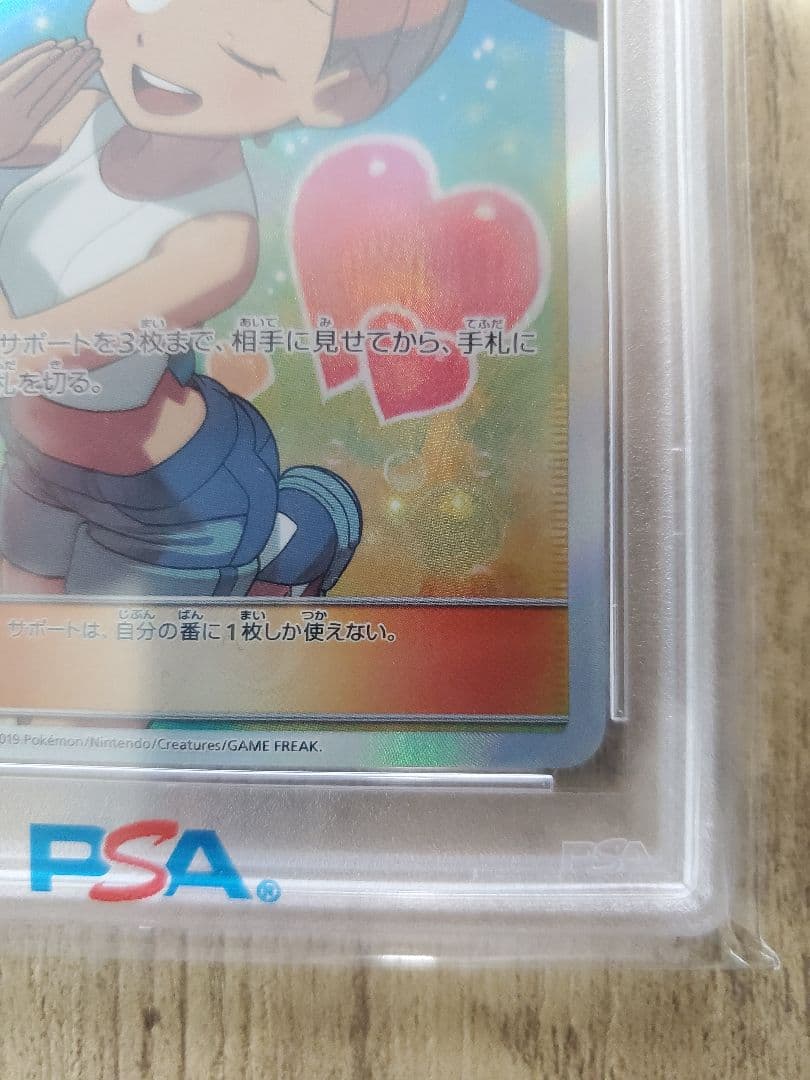 サポートを3枚まで、相手に見せてから、手札に
札を切る。
サポートは、自分の番に1枚しか使えない。
019 Pokémon/Nintendo/Creatures/GAME FREAK.
PSA®
PSA